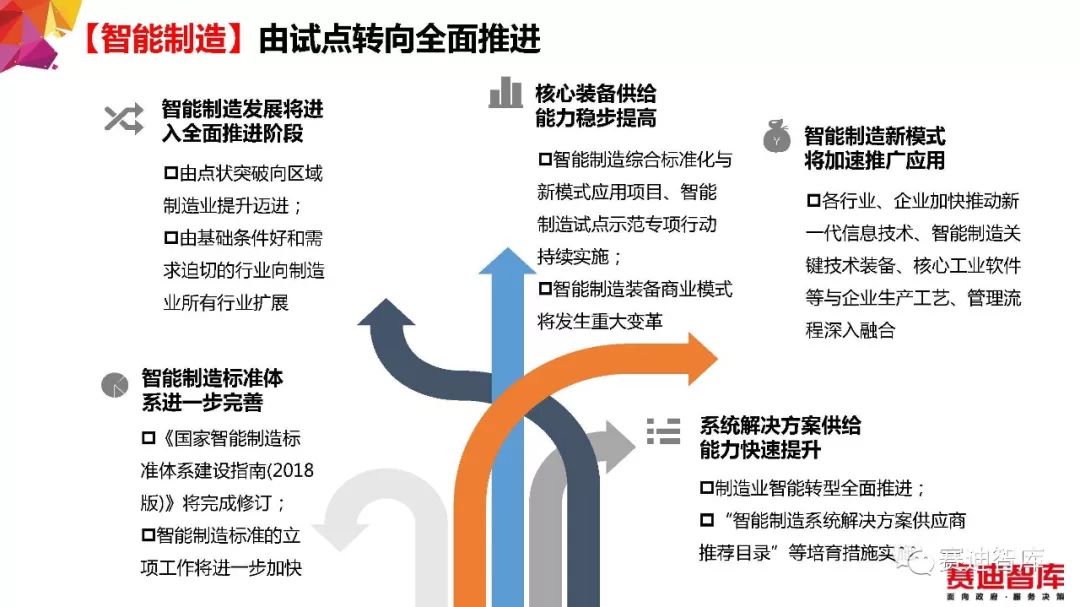 【智能制造】由试点转向全面推进
智能制造发展将进
入全面推进阶段
由点状突破向区域
制造业提升迈进；
由基础条件好和需
求迫切的行业向制造
业所有行业扩展
核心装备供给
能力稳步提高
智能制造综合标准化与
新模式应用项目、智能
制造试点示范专项行动
持续实施；
智能制造装备商业模式
将发生重大变革
智能制造新模式
将加速推广应用
各行业、企业加快推动新
一代信息技术、智能制造关
键技术装备、核心工业软件
等与企业生产工艺、管理流
程深入融合
智能制造标准体
系进一步完善
《国家智能制造标
准体系建设指南(2018
版)》将完成修订；
智能制造标准的立
项工作将进一步加快
系统解决方案供给
能力快速提升
制造业智能转型全面推进；
“智能制造系统解决方案供应商
推荐目录”等培育措施实
赛迪智库
赛迪智库
面向政府·服务决策